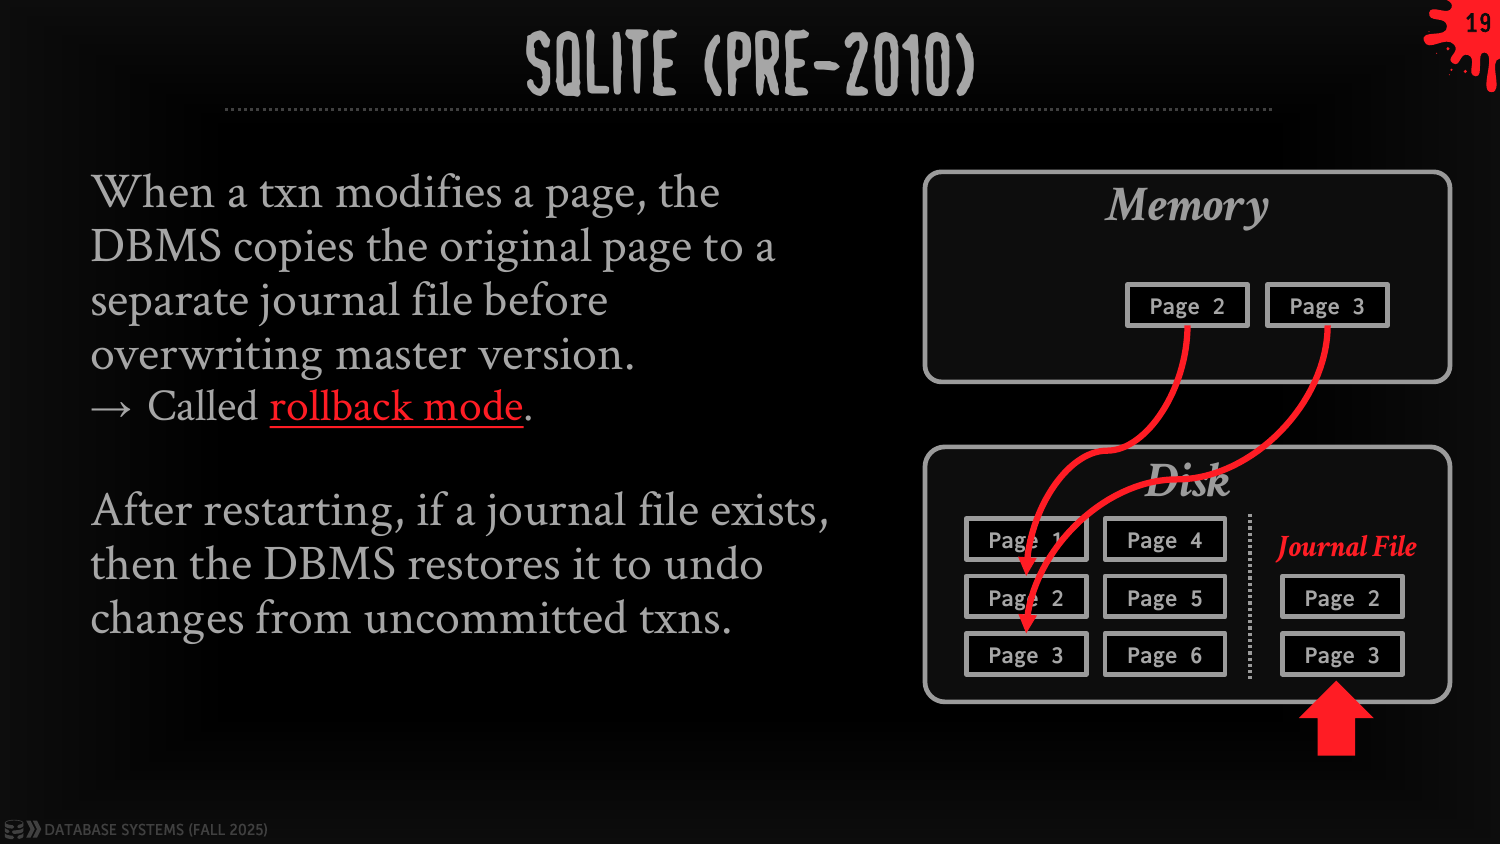 19
SQLITE (PRE-2010)
When a txn modifies a page, the
DBMS copies the original page to a
separate journal file before
overwriting master version.
→ Called rollback mode.
After restarting, if a journal file exists,
then the DBMS restores it to undo
changes from uncommitted txns.
Memory
Page 2 Page 3
Disk
Journal File
Page 1 Page 4
Page 2 Page 5 Page 2
Page 3 Page 6 Page 3
DATABASE SYSTEMS (FALL 2025)